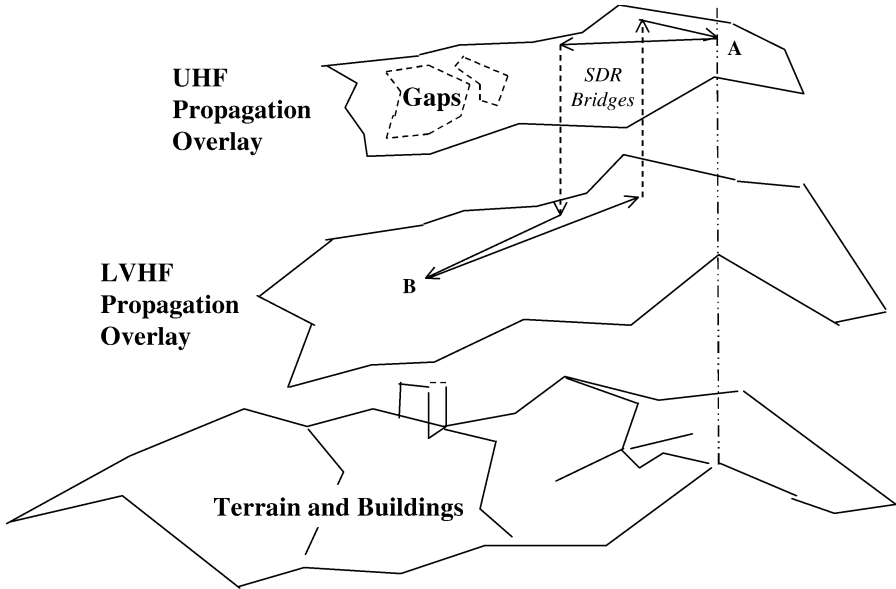 UHF
Propagation
Overlay
Gaps
SDR
Bridges
A
LVHF
Propagation
Overlay
B
Terrain and Buildings